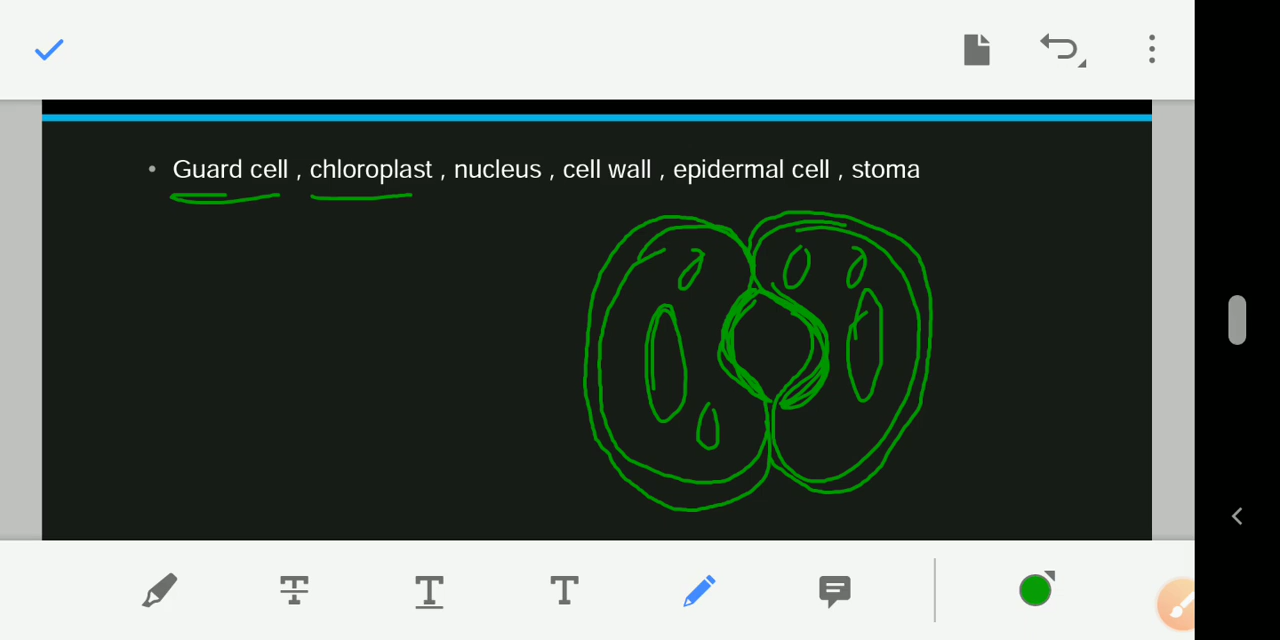 • Guard cell , chloroplast , nucleus , cell wall , epidermal cell , stoma